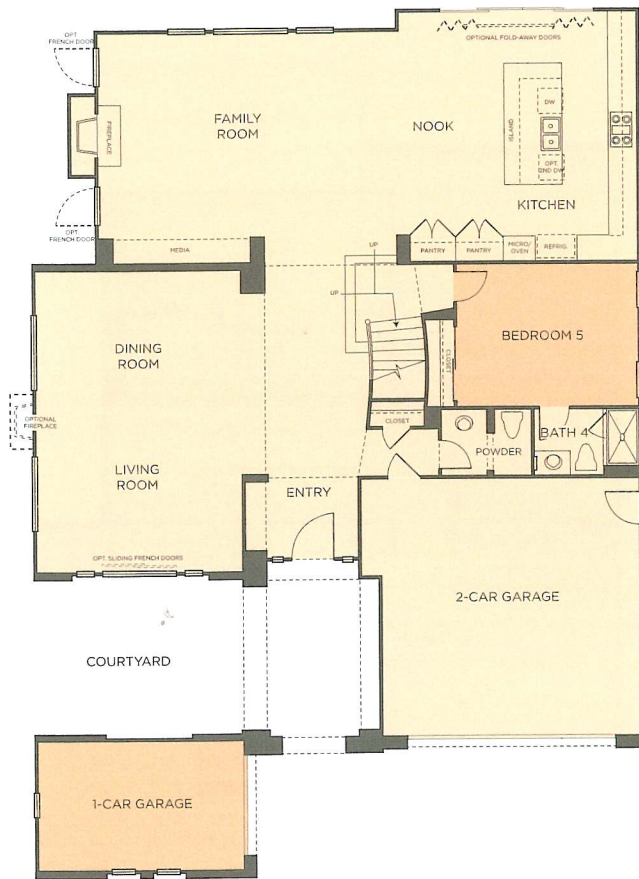 OPT.
FRENCH DOOR
OPTIONAL FOLD-AWAY DOORS
FAMILY
ROOM
NOOK
ISLAND
DW
OPT.
2ND DW
FIREPLACE
KITCHEN
OPT.
FRENCH DOOR
MEDIA
UP
PANTRY
PANTRY
MICRO/
OVEN
REFRIG.
UP
DINING
ROOM
BEDROOM 5
CLOSET
OPTIONAL
FIREPLACE
CLOSET
BATH 4
POWDER
LIVING
ROOM
ENTRY
OPT. SLIDING FRENCH DOORS
2-CAR GARAGE
COURTYARD
1-CAR GARAGE